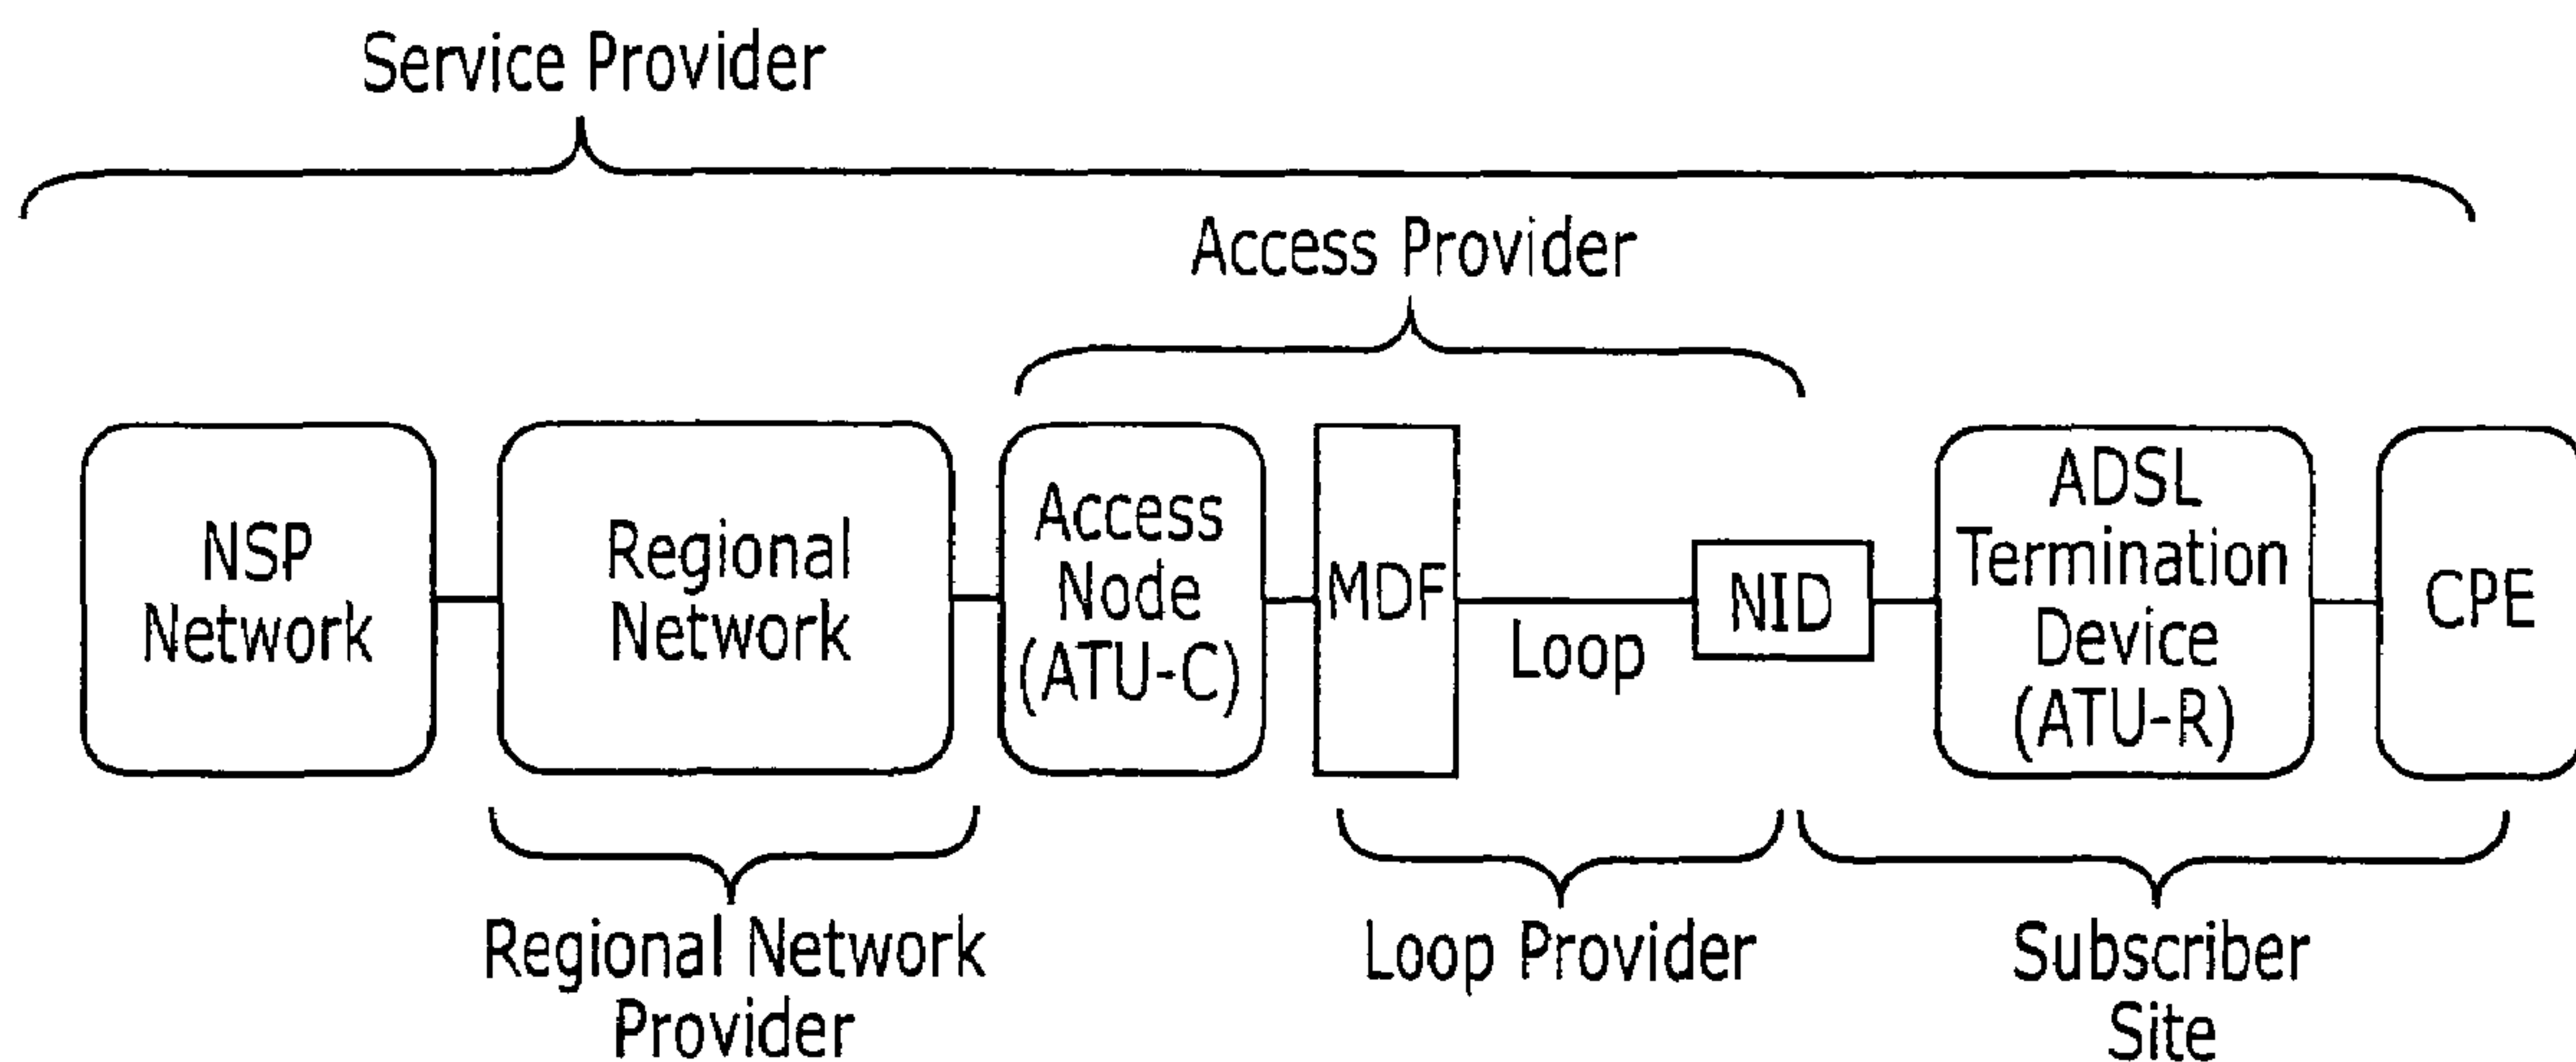 Service Provider
Access Provider
NSP
Network
Regional
Network
Access
Node
(ATU-C)
MDF
Loop
NID
ADSL
Termination
Device
(ATU-R)
CPE
Regional Network
Provider
Loop Provider
Subscriber
Site